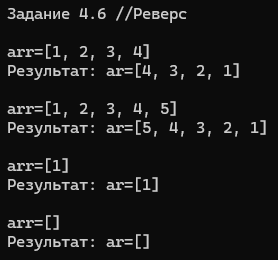 Задание 4.6 //Реверс
arr=[1, 2, 3, 4]
Результат: ar=[4, 3, 2, 1]
arr=[1, 2, 3, 4, 5]
Результат: ar=[5, 4, 3, 2, 1]
arr=[1]
Результат: ar=[1]
arr=[]
Результат: ar=[]